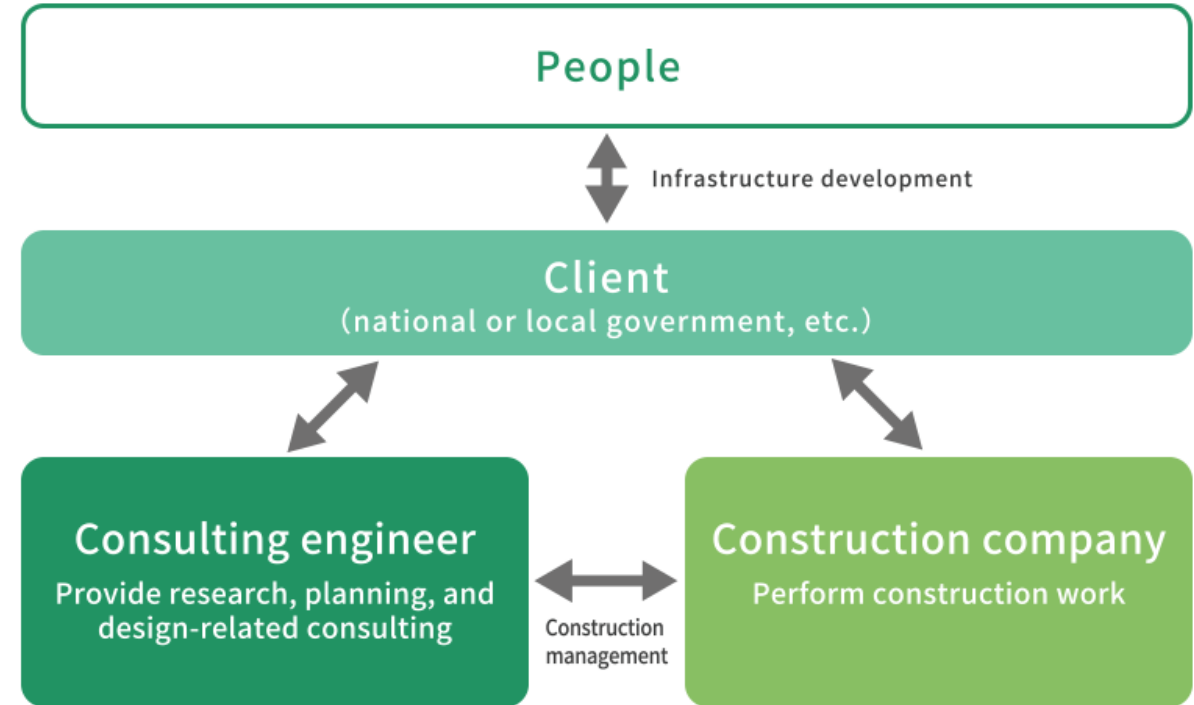 People
Infrastructure development
Client
（national or local government, etc.）
Consulting engineer
Provide research, planning, and
design-related consulting
Construction
management
Construction company
Perform construction work